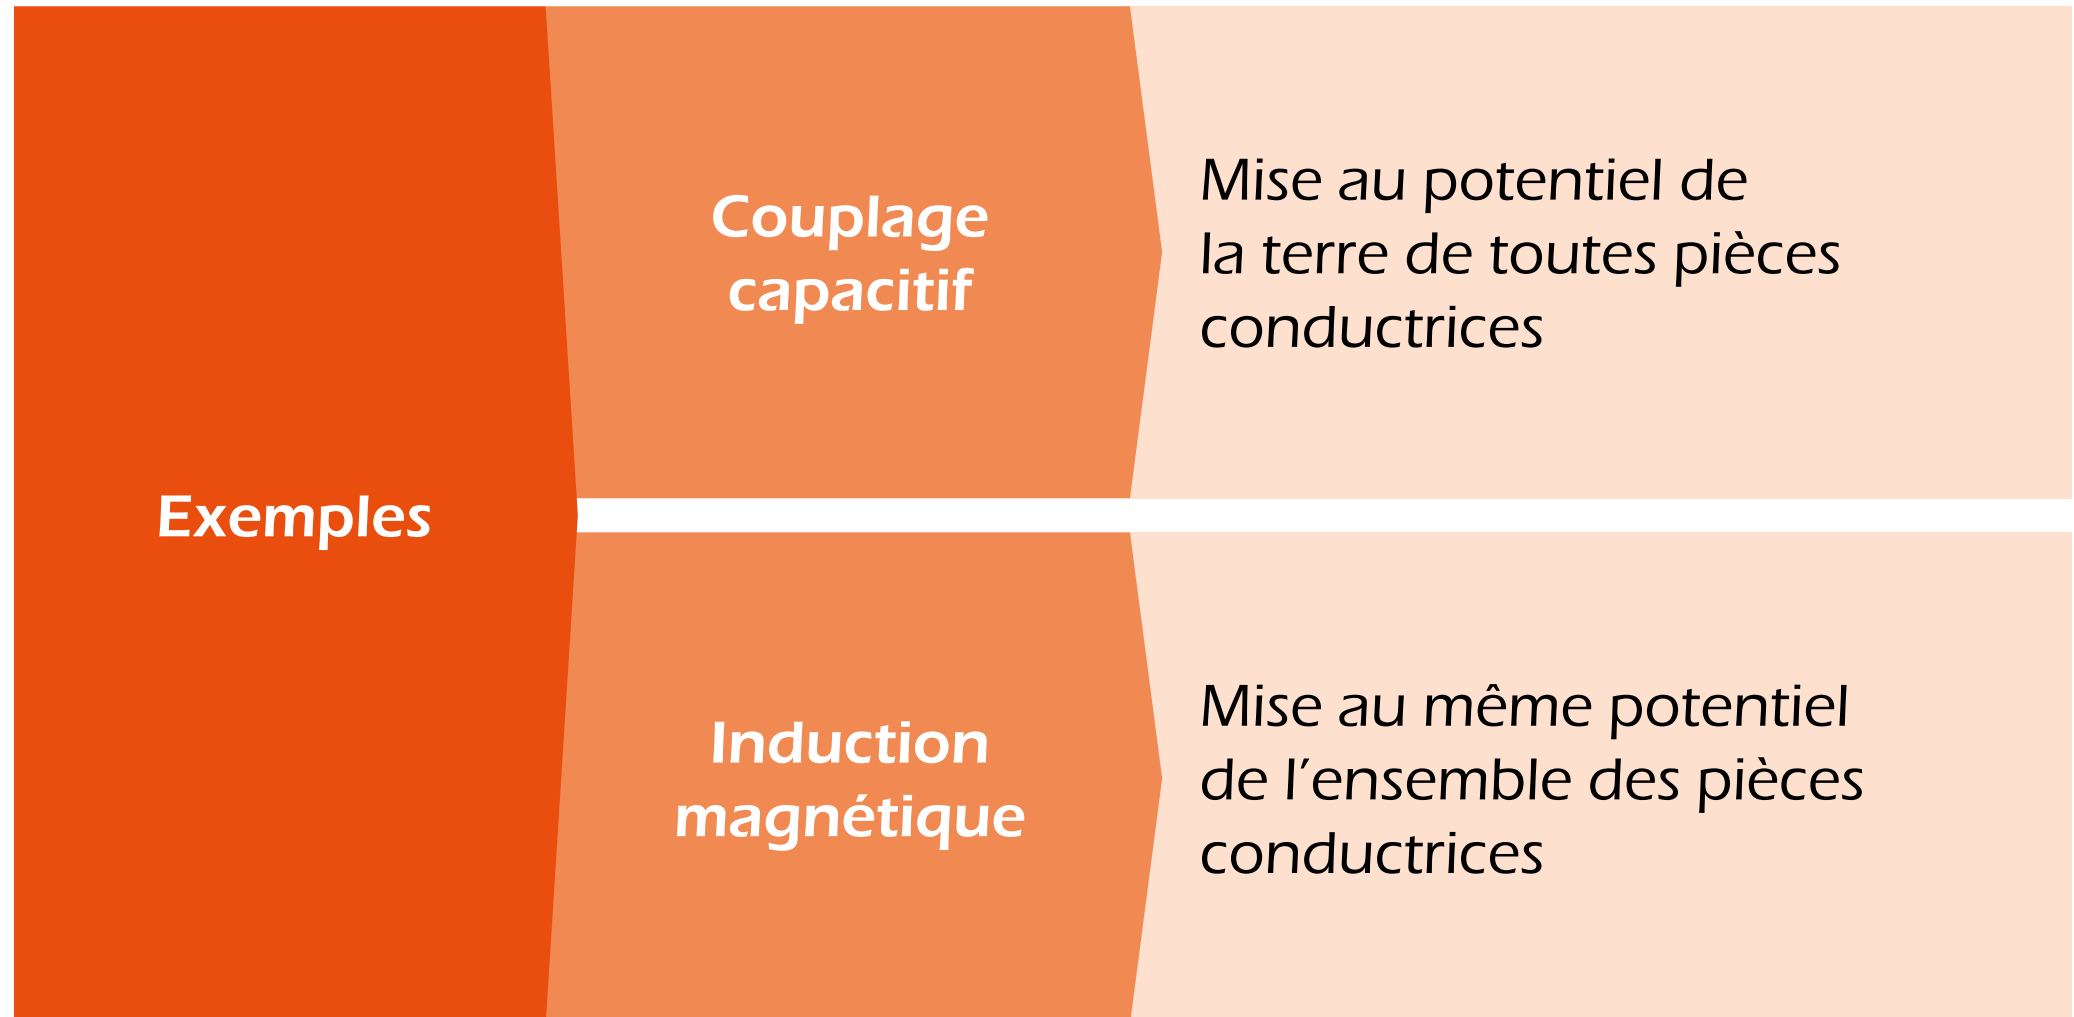 Exemples
Couplage
capacitif
Mise au potentiel de
la terre de toutes pièces
conductrices
Induction
magnétique
Mise au même potentiel
de l’ensemble des pièces
conductrices